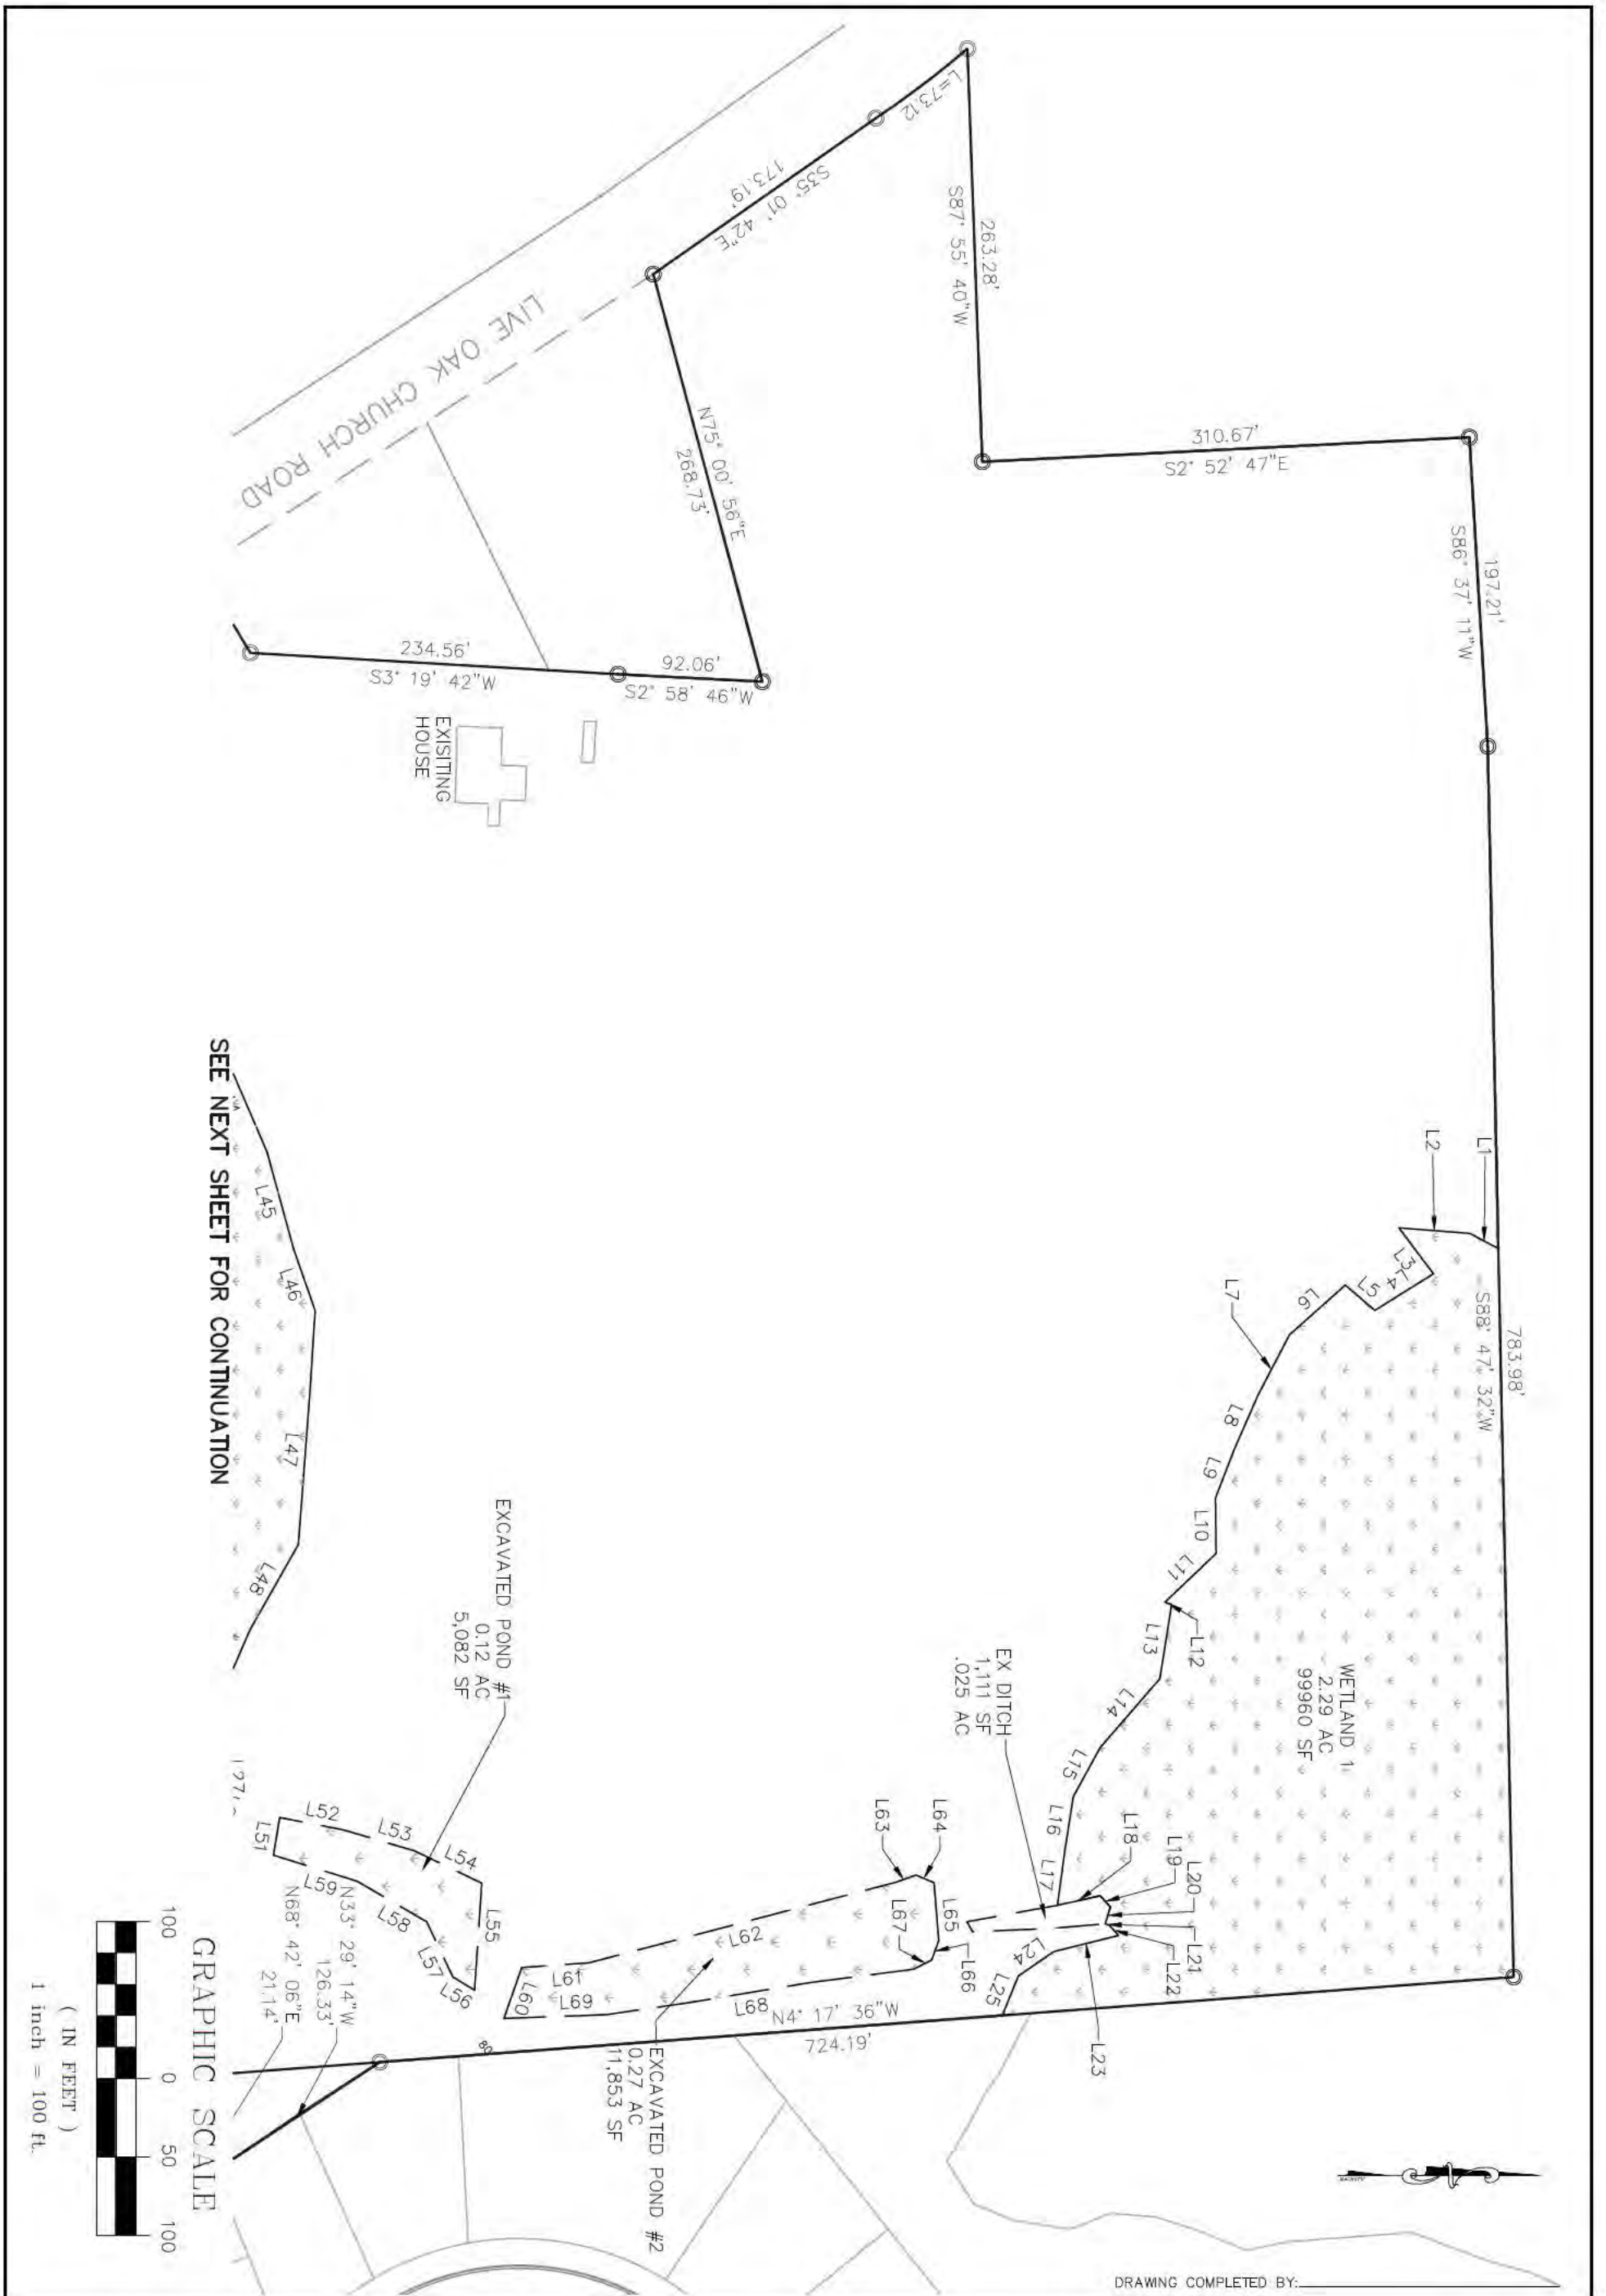 L=73.12
S35° 01' 42"E
173.19'
263.28'
S87° 55' 40"W
310.67'
S2° 52' 47"E
197.21'
S86° 37' 11"W
783.98'
S88° 47' 32"W
LIVE OAK CHURCH ROAD
N75° 00' 56"E
268.73'
234.56'
S3° 19' 42"W
92.06'
S2° 58' 46"W
EXISITING
HOUSE
L1
L2
L3
L4
L5
L6
L7
L8
L9
L10
L11
L12
L13
L14
L15
L16
L17
L18
L19
L20
L21
L22
L23
L24
L25
WETLAND 1
2.29 AC
99960 SF
EX DITCH
1,111 SF
.025 AC
L45
L46
L47
L48
SEE NEXT SHEET FOR CONTINUATION
EXCAVATED POND #1
0.12 AC
5,082 SF
L51
L52
L53
L54
L55
L56
L57
L58
L59
L60
L61
L62
L63
L64
L65
L66
L67
L68
L69
N4° 17' 36"W
724.19'
EXCAVATED POND #2
0.27 AC
11,853 SF
80
N33° 29' 14"W
126.33'
N68° 42' 06"E
21.14'
GRAPHIC SCALE
100 0 50 100
( IN FEET )
1 inch = 100 ft.
DRAWING COMPLETED BY: